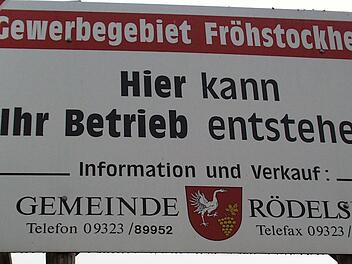 Gewerbegebiet Fröhstockhe
Hier kann
Ihr Betrieb entstehe
Information und Verkauf:
GEMEINDE RÖDELS
Telefon 09323 /89952 Telefax 09323 /